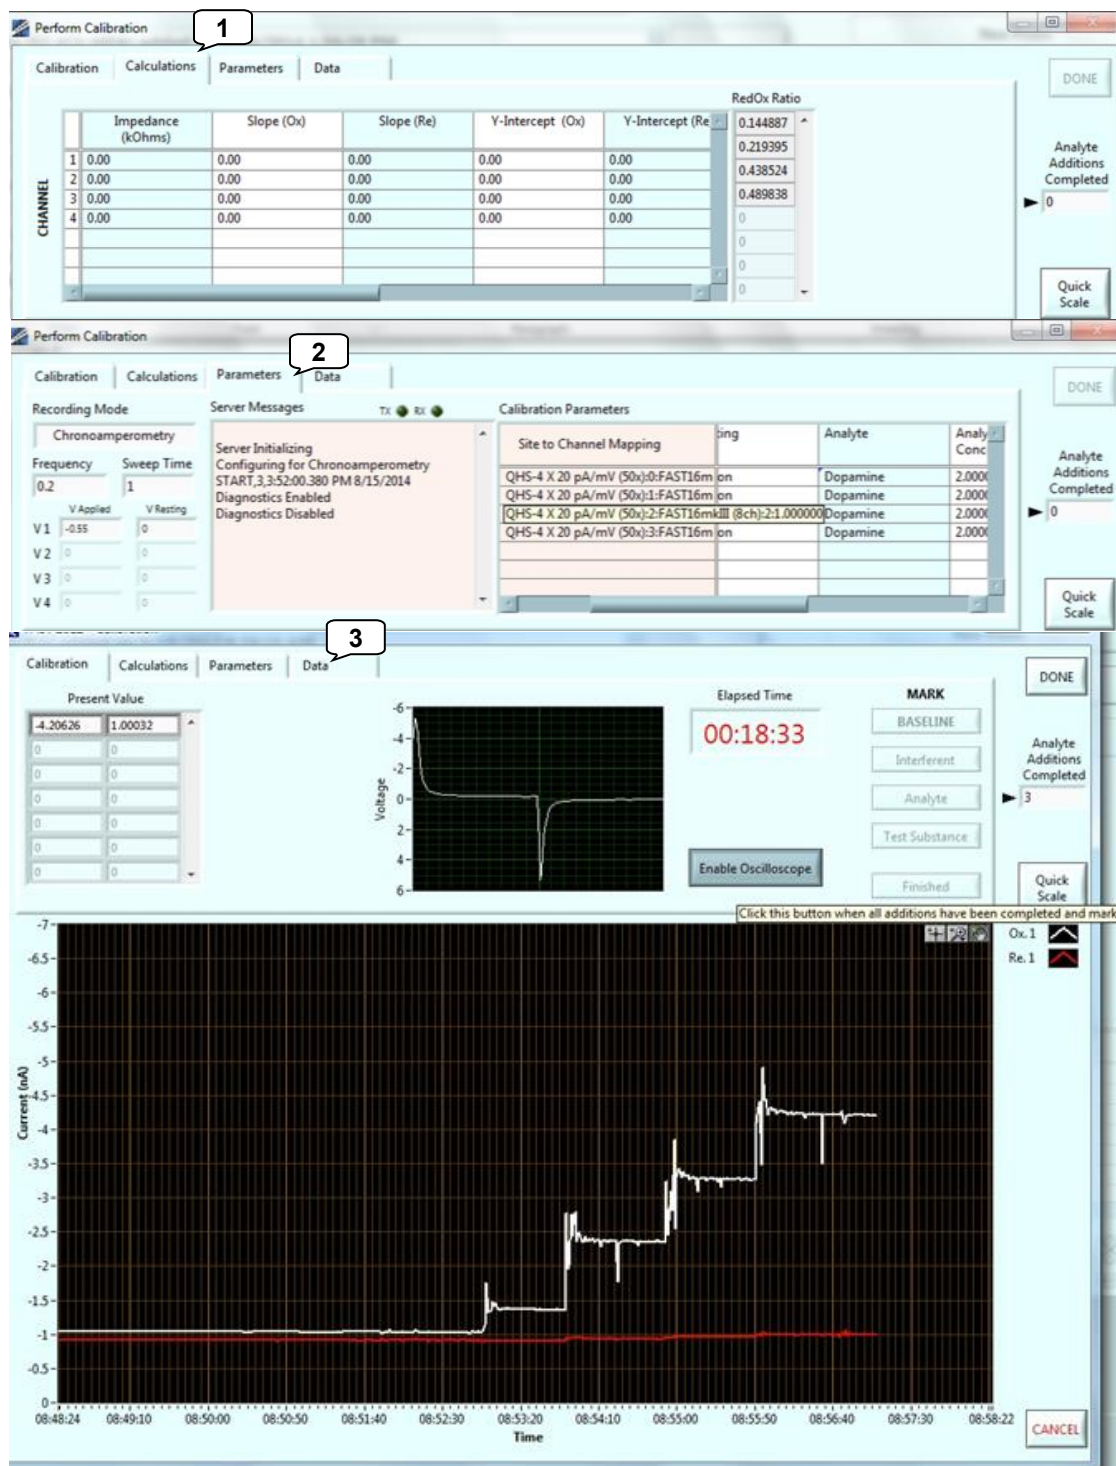 Perform Calibration
1
Calibration Calculations Parameters Data
DONE
RedOx Ratio
Impedance (kOhms) Slope (Ox) Slope (Re) Y-Intercept (Ox) Y-Intercept (Re
0.144887
0.219395
0.438524
0.489838
0
0
0
0
CHANNEL
1 0.00 0.00 0.00 0.00 0.00
2 0.00 0.00 0.00 0.00 0.00
3 0.00 0.00 0.00 0.00 0.00
4 0.00 0.00 0.00 0.00 0.00
Analyte
Additions
Completed
0
Quick
Scale
Perform Calibration
2
Calibration Calculations Parameters Data
DONE
Recording Mode
Chronoamperometry
Frequency Sweep Time
0.2 1
V Applied V Resting
V 1 -0.55 0
V 2 0 0
V 3 0 0
V 4 0 0
Server Messages TX RX
Server Initializing
Configuring for Chronoamperometry
START,3,3:52:00.380 PM 8/15/2014
Diagnostics Enabled
Diagnostics Disabled
Calibration Parameters
Site to Channel Mapping ting Analyte Analy
Conc
QHS-4 X 20 pA/mV (50x):0:FAST16m on Dopamine 2.0000
QHS-4 X 20 pA/mV (50x):1:FAST16m on Dopamine 2.0000
QHS-4 X 20 pA/mV (50x):2:FAST16mkIII (8ch):2:1.000000 Dopamine 2.0000
QHS-4 X 20 pA/mV (50x):3:FAST16m on Dopamine 2.0000
Analyte
Additions
Completed
0
Quick
Scale
3
Calibration Calculations Parameters Data
DONE
Present Value
-4.20626 1.00032
0 0
0 0
0 0
0 0
0 0
0 0
Voltage
-6
-4
-2
0
2
4
6
Elapsed Time
00:18:33
Enable Oscilloscope
MARK
BASELINE
Interferent
Analyte
Test Substance
Finished
Analyte
Additions
Completed
3
Quick
Scale
Click this button when all additions have been completed and mark
Ox. 1
Re. 1
Current (nA)
-7
-6.5
-6
-5.5
-5
-4.5
-4
-3.5
-3
-2.5
-2
-1.5
-1
-0.5
0
08:48:24 08:49:10 08:50:00 08:50:50 08:51:40 08:52:30 08:53:20 08:54:10 08:55:00 08:55:50 08:56:40 08:57:30 08:58:22
Time
CANCEL